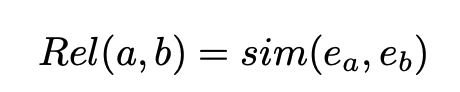 Rel(a, b) = sim(e_a, e_b)